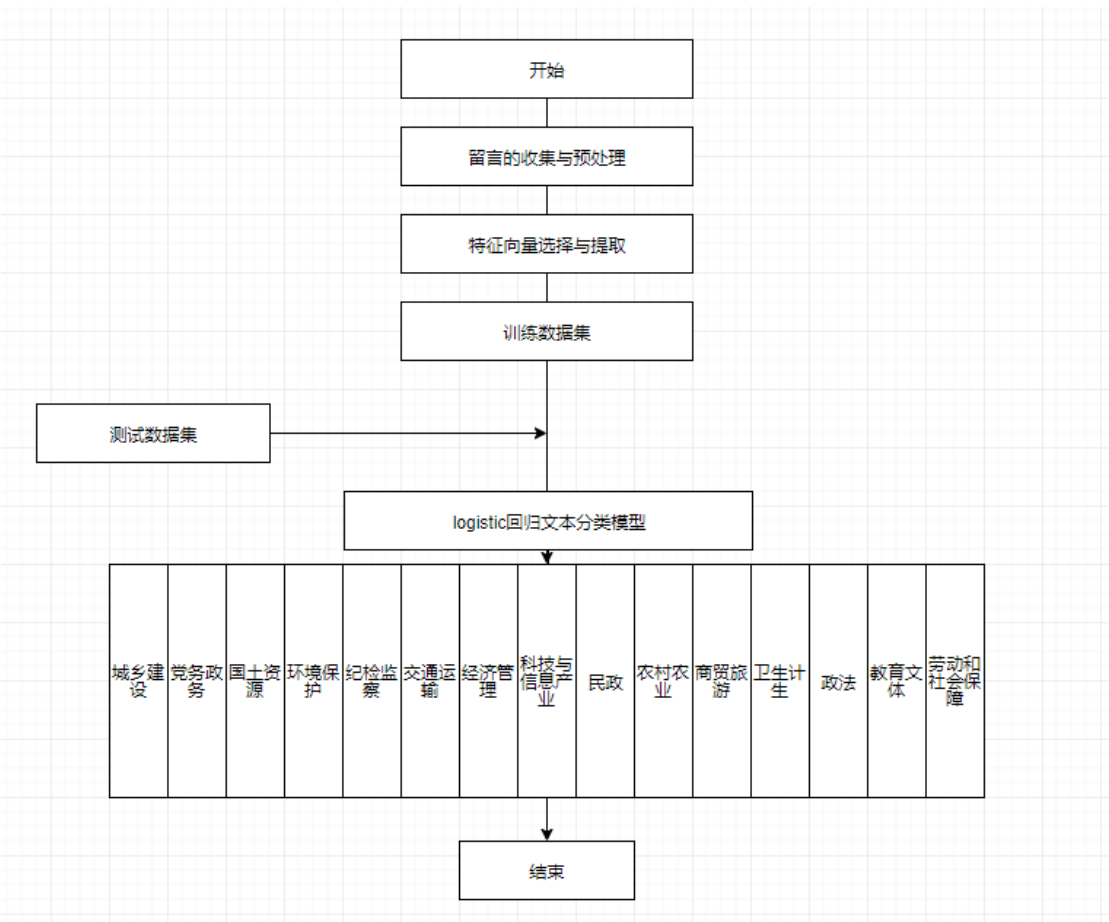 开始
留言的收集与预处理
特征向量选择与提取
训练数据集
测试数据集
logistic回归文本分类模型
城乡建
设
党务政
务
国土资
源
环境保
护
纪检监
察
交通运
输
经济管
理
科技与
信息产
业
民政
农村农
业
商贸旅
游
卫生计
生
政法
教育文
体
劳动和
社会保
障
结束